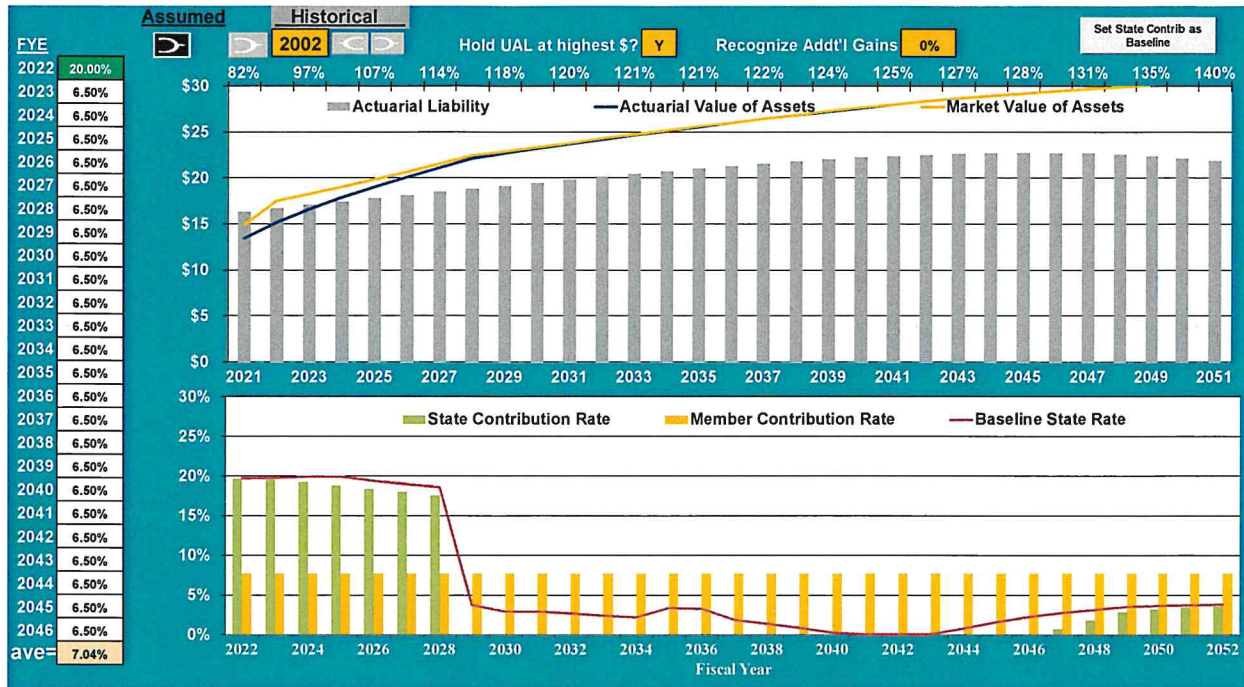 Assumed Historical
FYE 2002 Hold UAL at highest $? Y Recognize Addt'l Gains 0% Set State Contrib as
Baseline
2022 20.00% 82% 97% 107% 114% 118% 120% 121% 121% 122% 124% 125% 127% 128% 131% 135% 140%
2023 6.50% $30
Actuarial Liability Actuarial Value of Assets Market Value of Assets
2024 6.50%
2025 6.50% $25
2026 6.50%
2027 6.50% $20
2028 6.50%
2029 6.50% $15
2030 6.50%
2031 6.50% $10
2032 6.50%
2033 6.50% $5
2034 6.50%
$0
2035 6.50% 2021 2023 2025 2027 2029 2031 2033 2035 2037 2039 2041 2043 2045 2047 2049 2051
2036 6.50% 30%
2037 6.50% State Contribution Rate Member Contribution Rate Baseline State Rate
2038 6.50% 25%
2039 6.50%
2040 6.50% 20%
2041 6.50% 15%
2042 6.50%
2043 6.50% 10%
2044 6.50%
2045 6.50% 5%
2046 6.50% 0%
ave= 7.04% 2022 2024 2026 2028 2030 2032 2034 2036 2038 2040 2042 2044 2046 2048 2050 2052
Fiscal Year